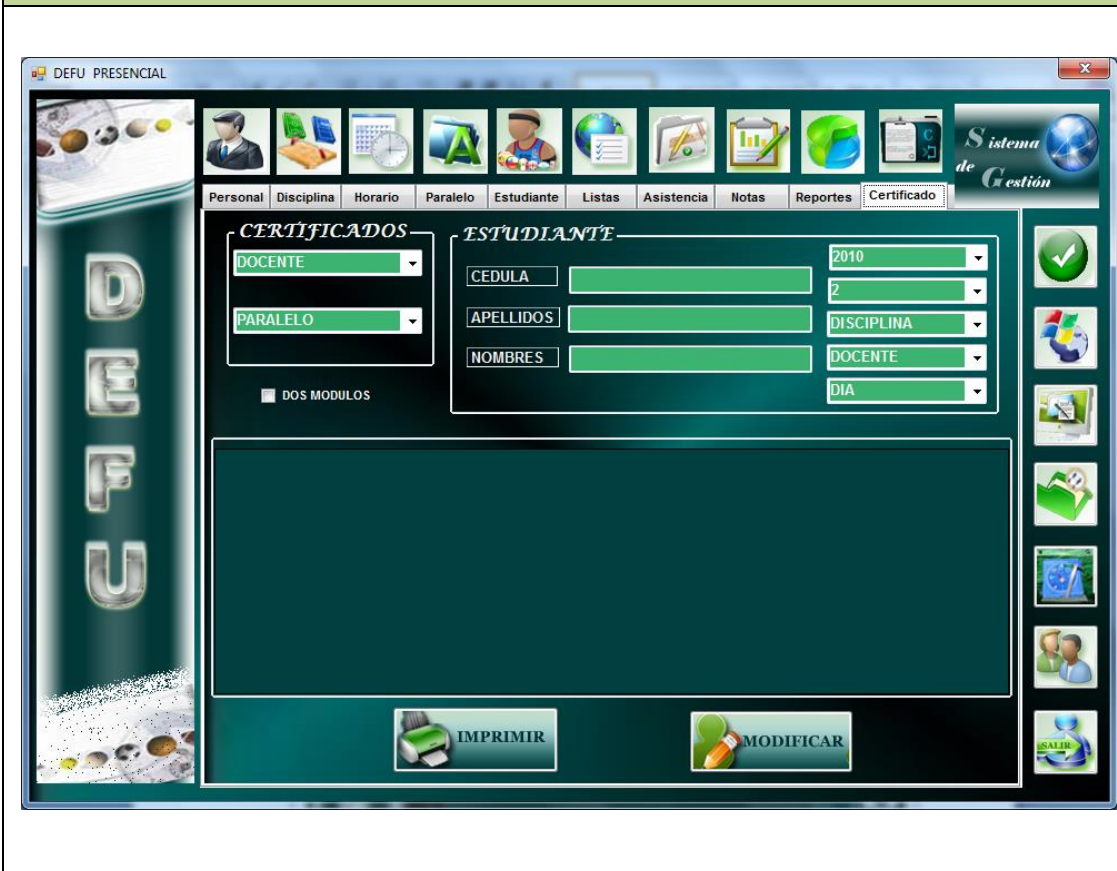 DEFU PRESENCIAL
Sistema
de Gestión
Personal Disciplina Horario Paralelo Estudiante Listas Asistencia Notas Reportes Certificado
D
E
F
U
CERTIFICADOS
DOCENTE
PARALELO
DOS MODULOS
ESTUDIANTE
CEDULA
APELLIDOS
NOMBRES
2010
2
DISCIPLINA
DOCENTE
DIA
IMPRIMIR
MODIFICAR
SALIR